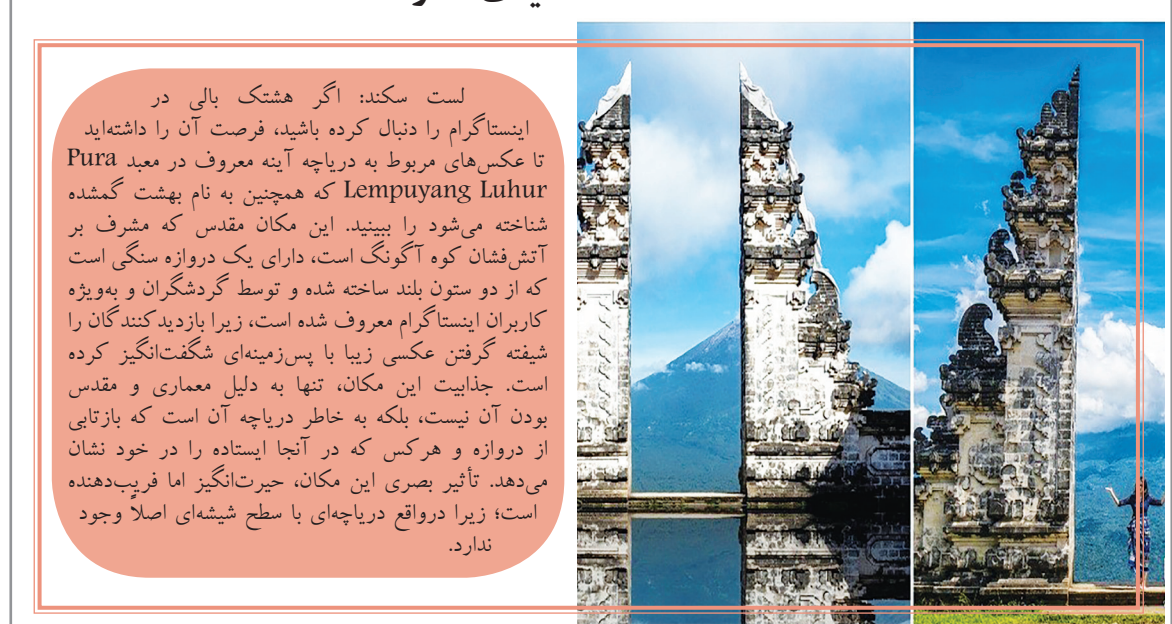 لست سکند: اگر هشتک بالی در
اینستاگرام را دنبال کرده باشید، فرصت آن را داشته‌اید
تا عکس‌های مربوط به دریاچه آینه معروف در معبد Pura
Lempuyang Luhur که همچنین به نام بهشت گمشده
شناخته می‌شود را ببینید. این مکان مقدس که مشرف بر
آتش‌فشان کوه آگونگ است، دارای یک دروازه سنگی است
که از دو ستون بلند ساخته شده و توسط گردشگران و به‌ویژه
کاربران اینستاگرام معروف شده است، زیرا بازدیدکنندگان را
شیفته گرفتن عکسی زیبا با پس‌زمینه‌ای شگفت‌انگیز کرده
است. جذابیت این مکان، تنها به دلیل معماری و مقدس
بودن آن نیست، بلکه به خاطر دریاچه آن است که بازتابی
از دروازه و هرکس که در آنجا ایستاده را در خود نشان
می‌دهد. تأثیر بصری این مکان، حیرت‌انگیز اما فریب‌دهنده
است؛ زیرا درواقع دریاچه‌ای با سطح شیشه‌ای اصلاً وجود
ندارد.